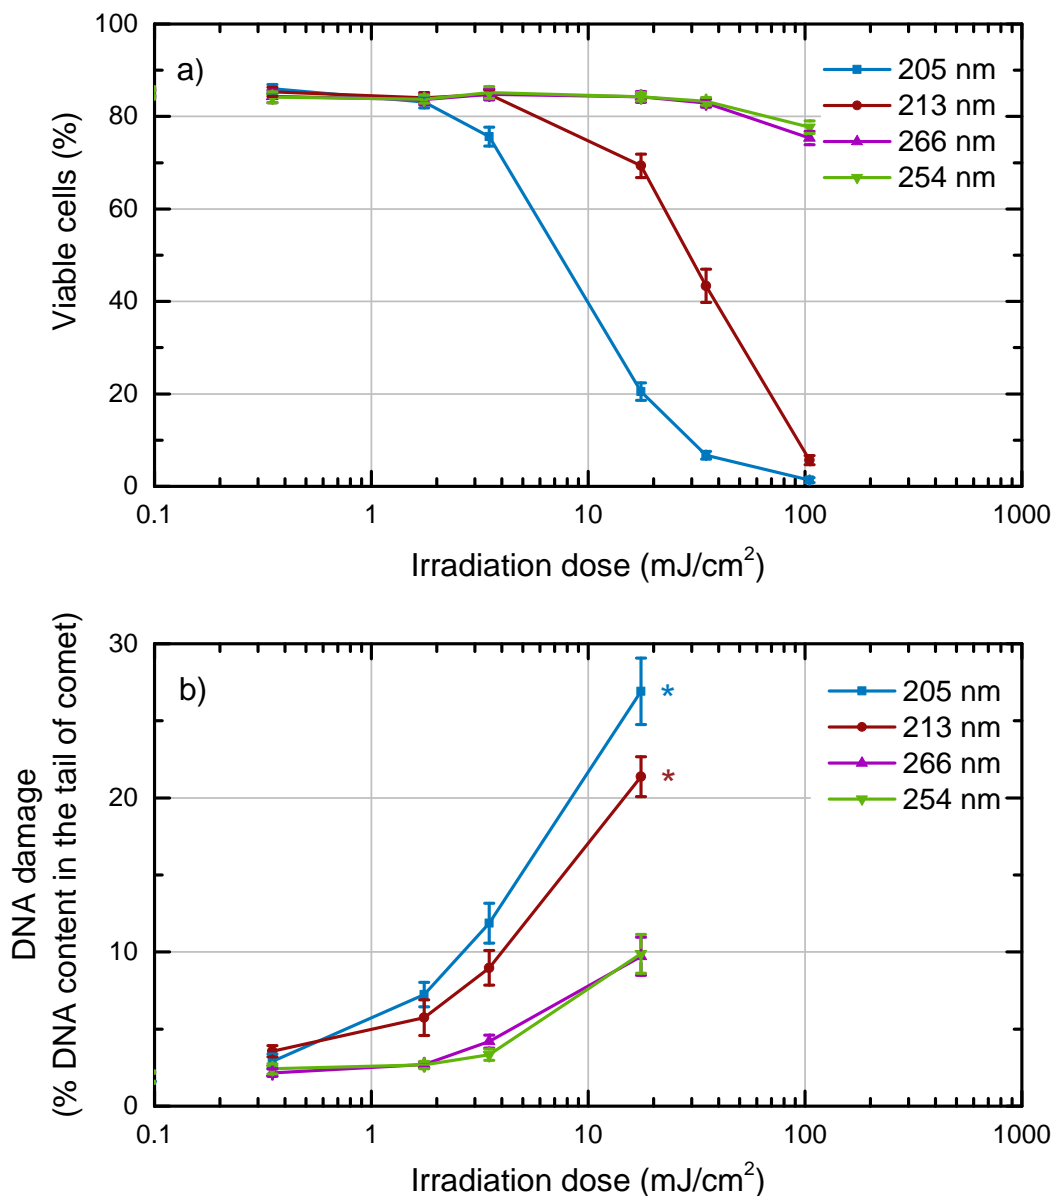 100
80
60
40
20
0
Viable cells (%)
a)
205 nm
213 nm
266 nm
254 nm
0.1 1 10 100 1000
Irradiation dose (mJ/cm²)
30
20
10
0
DNA damage
(% DNA content in the tail of comet)
b)
*
*
205 nm
213 nm
266 nm
254 nm
0.1 1 10 100 1000
Irradiation dose (mJ/cm²)